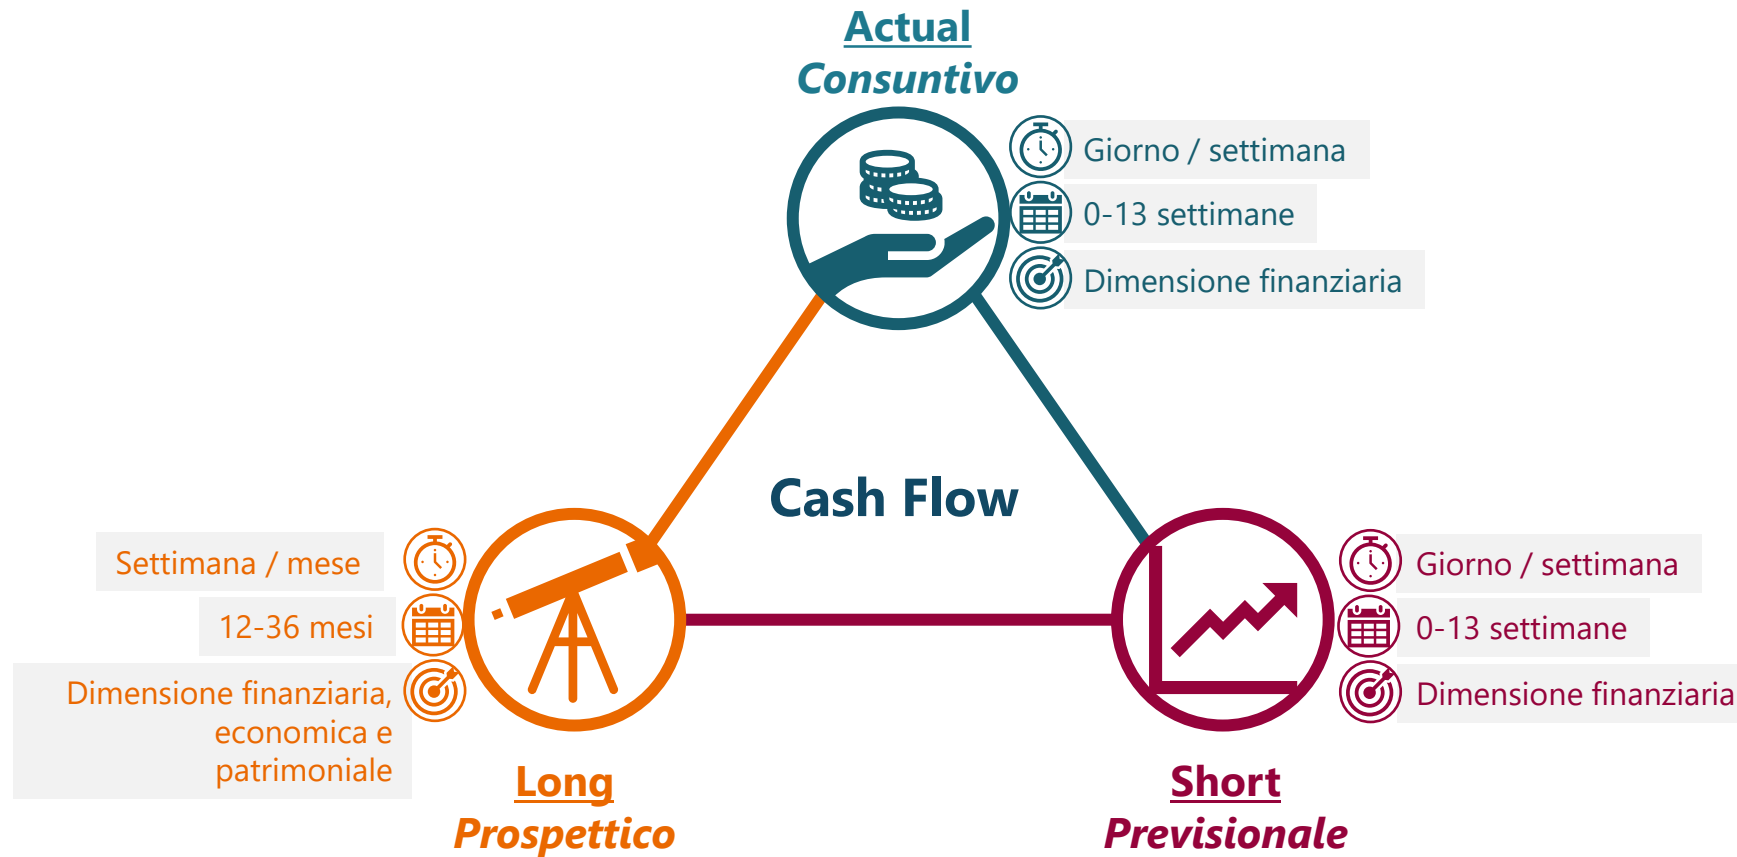 Actual
Consuntivo
Giorno / settimana
0-13 settimane
Dimensione finanziaria
Cash Flow
Settimana / mese
12-36 mesi
Dimensione finanziaria,
economica e
patrimoniale
Long
Prospettico
Giorno / settimana
0-13 settimane
Dimensione finanziaria
Short
Previsionale